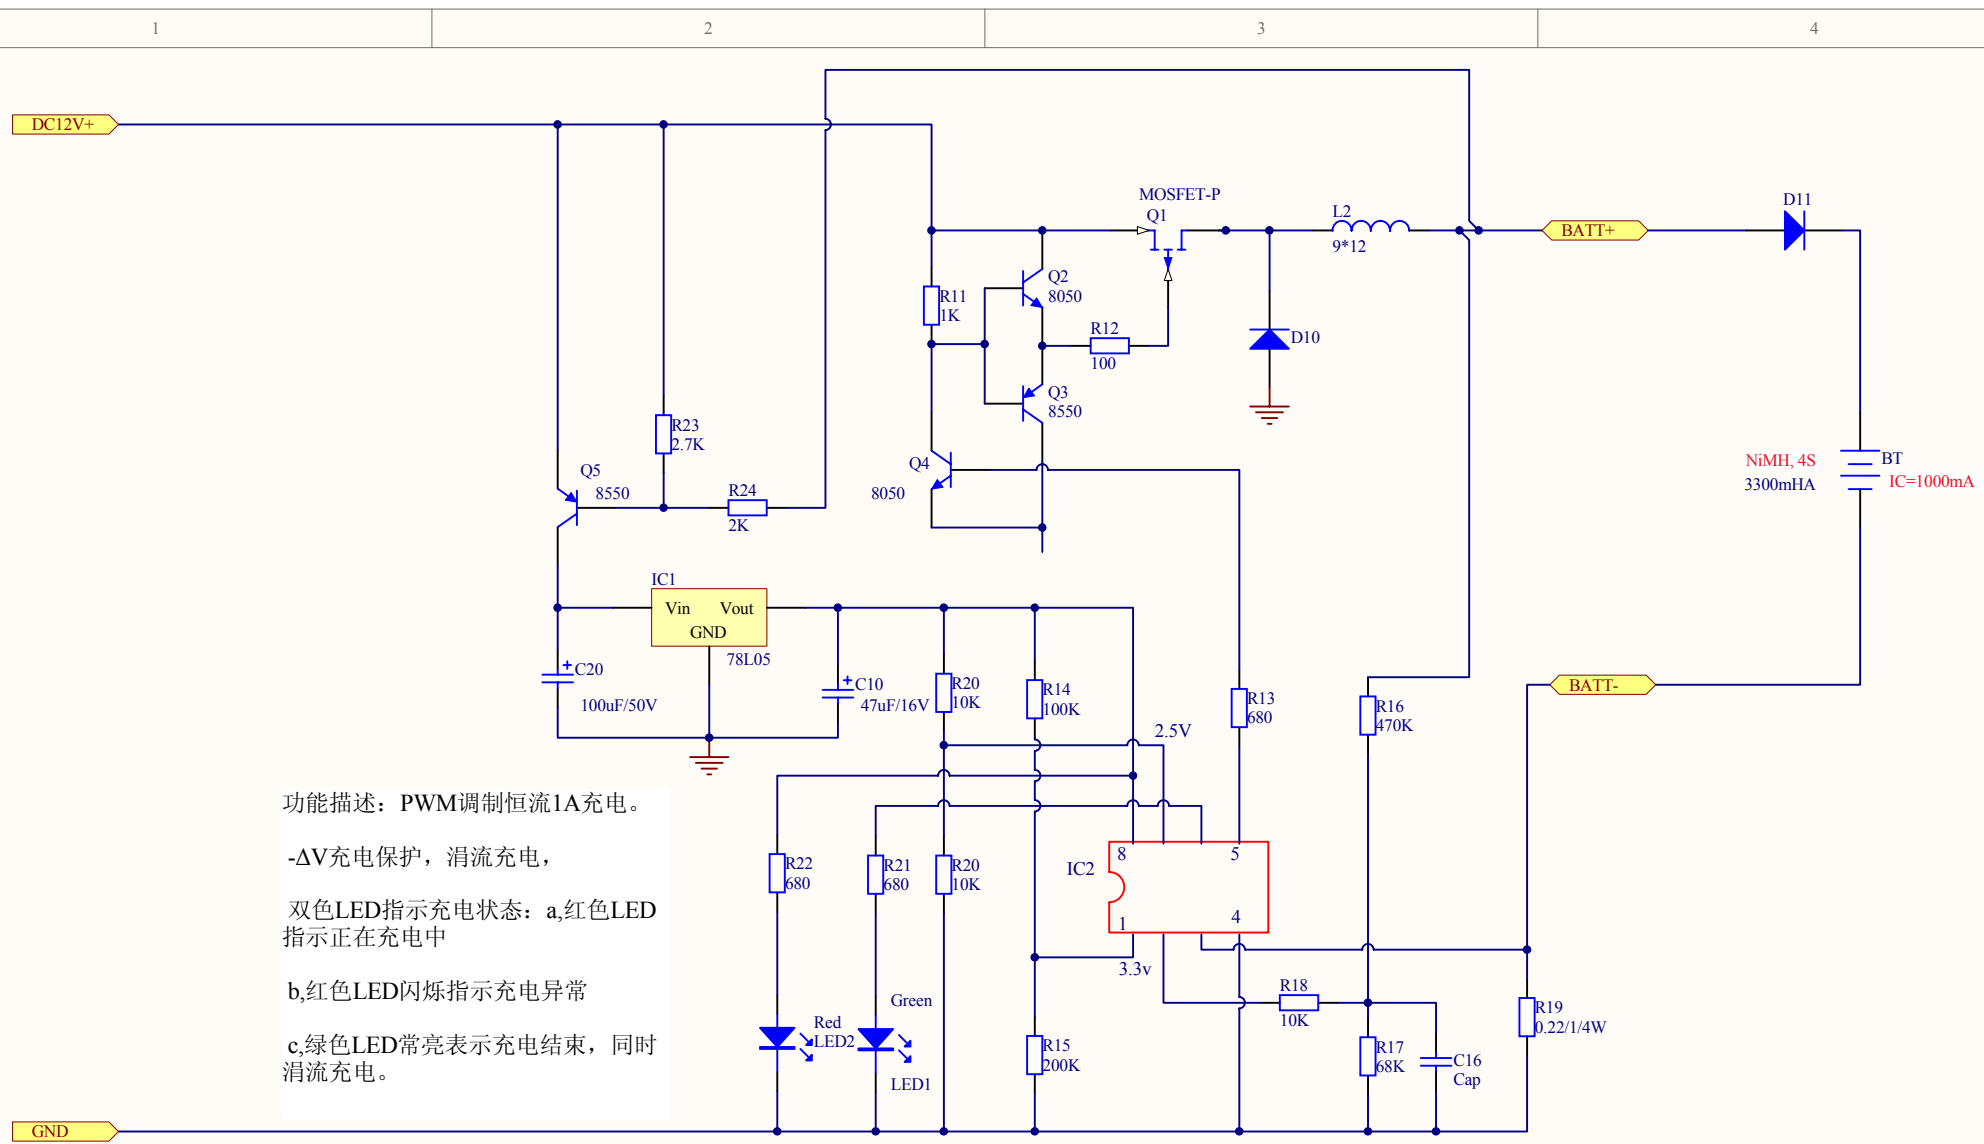 1
2
3
4
DC12V+
MOSFET-P
Q1
L2
9*12
BATT+
D11
Q2
8050
R11
1K
R12
100
D10
Q3
8550
R23
2.7K
Q4
8050
Q5
8550
R24
2K
NiMH, 4S
3300mHA
BT
IC=1000mA
IC1
Vin
Vout
GND
78L05
C20
100uF/50V
C10
47uF/16V
R20
10K
R14
100K
R13
680
R16
470K
BATT-
2.5V
功能描述：PWM调制恒流1A充电。
-ΔV充电保护，涓流充电，
双色LED指示充电状态：a,红色LED
指示正在充电中
b,红色LED闪烁指示充电异常
c,绿色LED常亮表示充电结束，同时
涓流充电。
R22
680
R21
680
R20
10K
IC2
8
5
1
4
3.3v
Red
LED2
Green
LED1
R15
200K
R18
10K
R17
68K
C16
Cap
R19
0.22/1/4W
GND